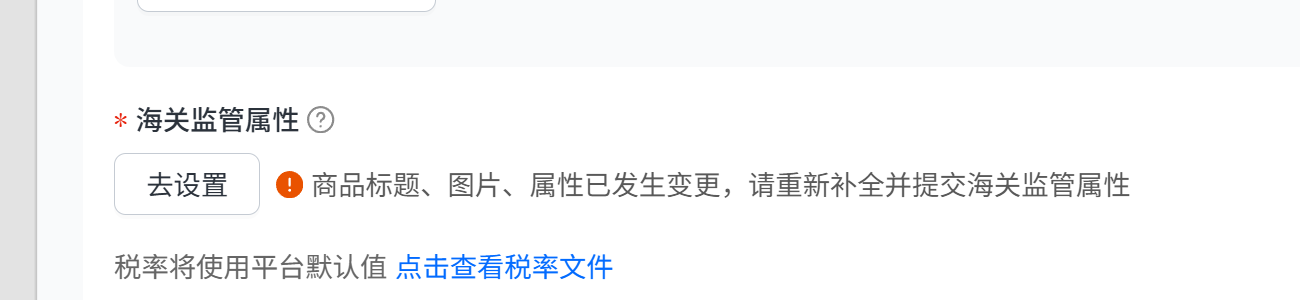 * 海关监管属性 ?
去设置 ! 商品标题、图片、属性已发生变更，请重新补全并提交海关监管属性
税率将使用平台默认值 点击查看税率文件